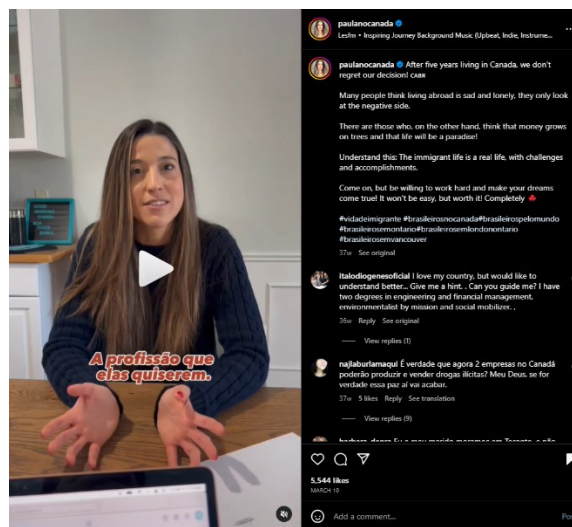 A profissão que
elas quiserem.
paulanocanada
Lesfm • Inspiring Journey Background Music (Upbeat, Indie, Instrume...
paulanocanada After five years living in Canada, we don't
regret our decision! CABR
Many people think living abroad is sad and lonely, they only look
at the negative side.
There are those who, on the other hand, think that money grows
on trees and that life will be a paradise!
Understand this: The immigrant life is a real life, with challenges
and accomplishments.
Come on, but be willing to work hard and make your dreams
come true! It won't be easy, but worth it! Completely 🍁
#vidadeimigrante #brasileirosnocanada#brasileirospelomundo
#brasileirosemontario#brasileirosemlondonontario
#brasileirosemvancouver
37w See original
italodiogenesoficial I love my country, but would like to
understand better... Give me a hint. . Can you guide me? I have
two degrees in engineering and financial management,
environmentalist by mission and social mobilizer. ,
36w Reply See original
View replies (1)
najlaburlamaqui É verdade que agora 2 empresas no Canadá
poderão produzir e vender drogas ilícitas? Meu Deus, se for
verdade essa paz aí vai acabar.
37w 5 likes Reply See translation
View replies (9)
5,544 likes
MARCH 10
Add a comment...